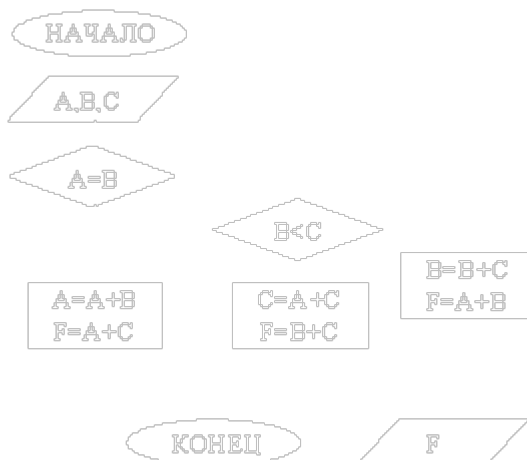 НАЧАЛО
A,B,C
A=B
B<C
B=B+C
F=A+B
A=A+B
F=A+C
C=A+C
F=B+C
КОНЕЦ
F